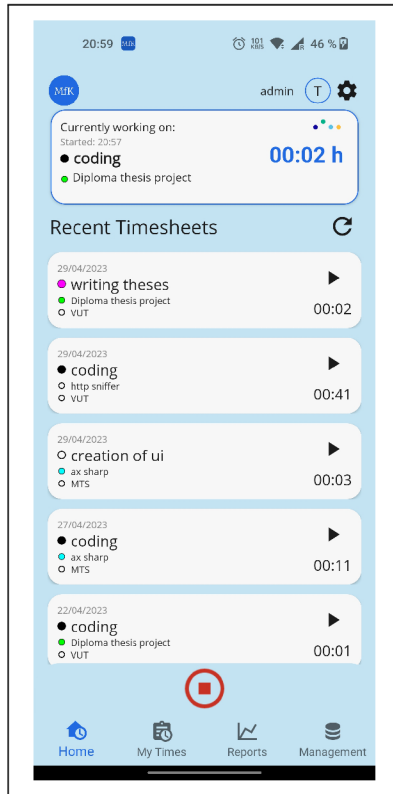 20:59 MfK 101 KB/S 46 %
MfK admin T
Currently working on:
Started: 20:57
coding 00:02 h
Diploma thesis project
Recent Timesheets
29/04/2023
writing theses
Diploma thesis project
VUT 00:02
29/04/2023
coding
http sniffer
VUT 00:41
29/04/2023
creation of ui
ax sharp
MTS 00:03
27/04/2023
coding
ax sharp
MTS 00:11
22/04/2023
coding
Diploma thesis project
VUT 00:01
Home My Times Reports Management